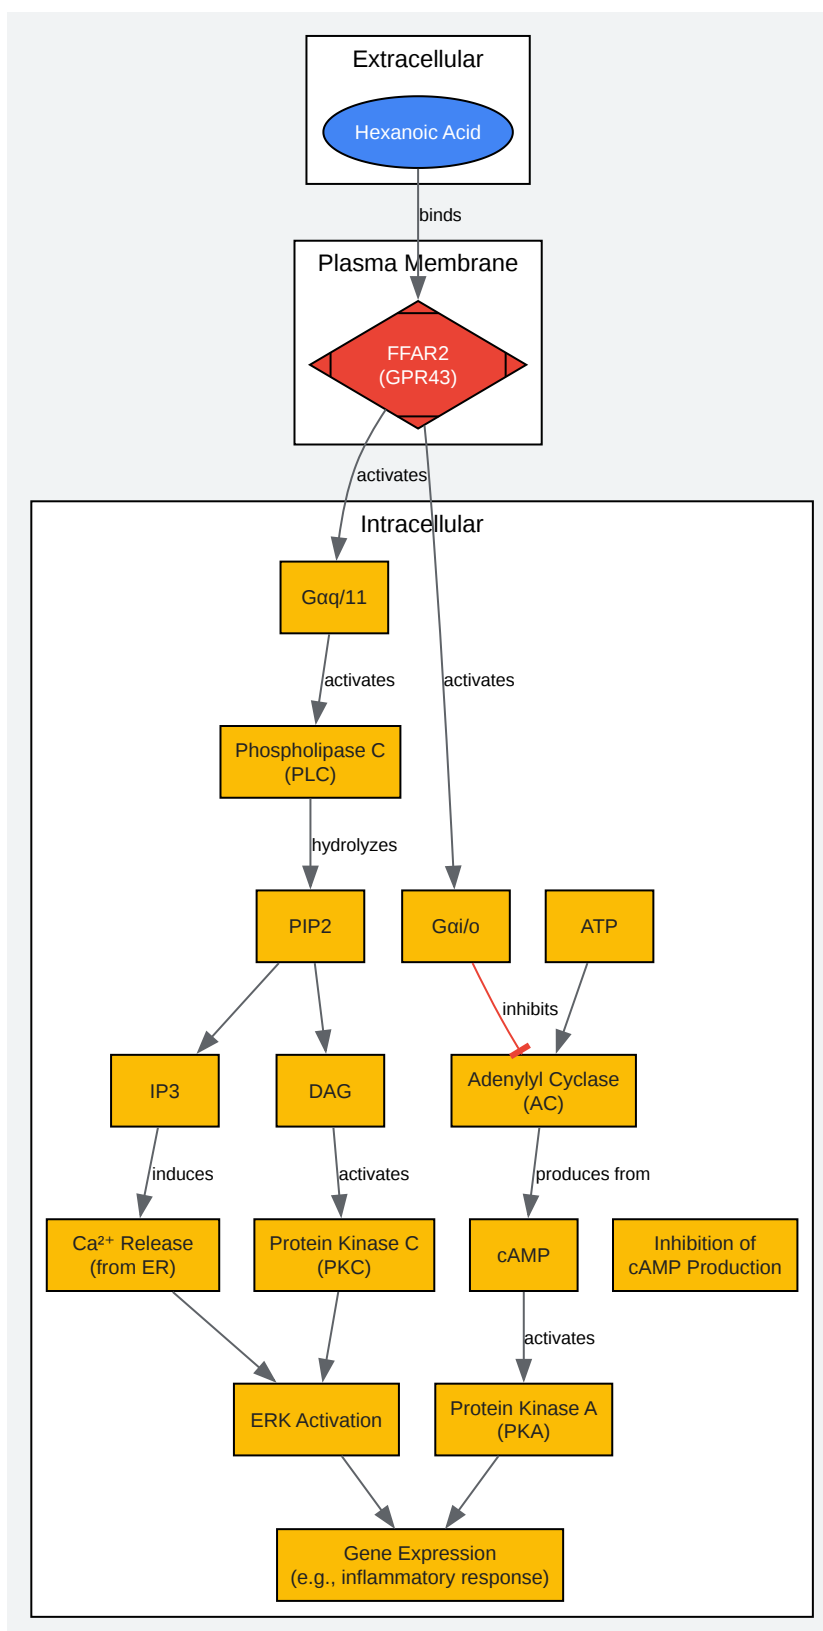 Extracellular
Hexanoic Acid
binds
Plasma Membrane
FFAR2
(GPR43)
activates
Intracellular
Gαq/11
activates
activates
Phospholipase C
(PLC)
hydrolyzes
PIP2
Gαi/o
ATP
inhibits
IP3
DAG
Adenylyl Cyclase
(AC)
induces
activates
produces from
Ca²⁺ Release
(from ER)
Protein Kinase C
(PKC)
cAMP
Inhibition of
cAMP Production
activates
ERK Activation
Protein Kinase A
(PKA)
Gene Expression
(e.g., inflammatory response)